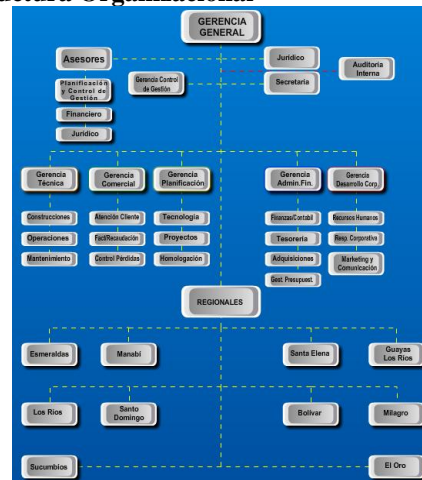 ctura Organizacional
GERENCIA
GENERAL
Asesores
Jurídico
Auditoria
Interna
Planificación
y Control de
Gestión
Gerencia Control
de Gestión
Secretaria
Financiero
Jurídico
Gerencia
Técnica
Gerencia
Comercial
Gerencia
Planificación
Gerencia
Admin.Fin.
Gerencia
Desarrollo Corp.
Construcciones
Atención Cliente
Tecnología
Finanzas/Contabil
Recursos Humanos
Operaciones
Fact/Recaudación
Proyectos
Tesorería
Resp. Corporativa
Mantenimiento
Control Pérdidas
Homologación
Adquisiciones
Marketing y
Comunicación
Gest. Presupuest.
REGIONALES
Esmeraldas
Manabí
Santa Elena
Guayas
Los Ríos
Los Ríos
Santo
Domingo
Bolívar
Milagro
Sucumbíos
El Oro